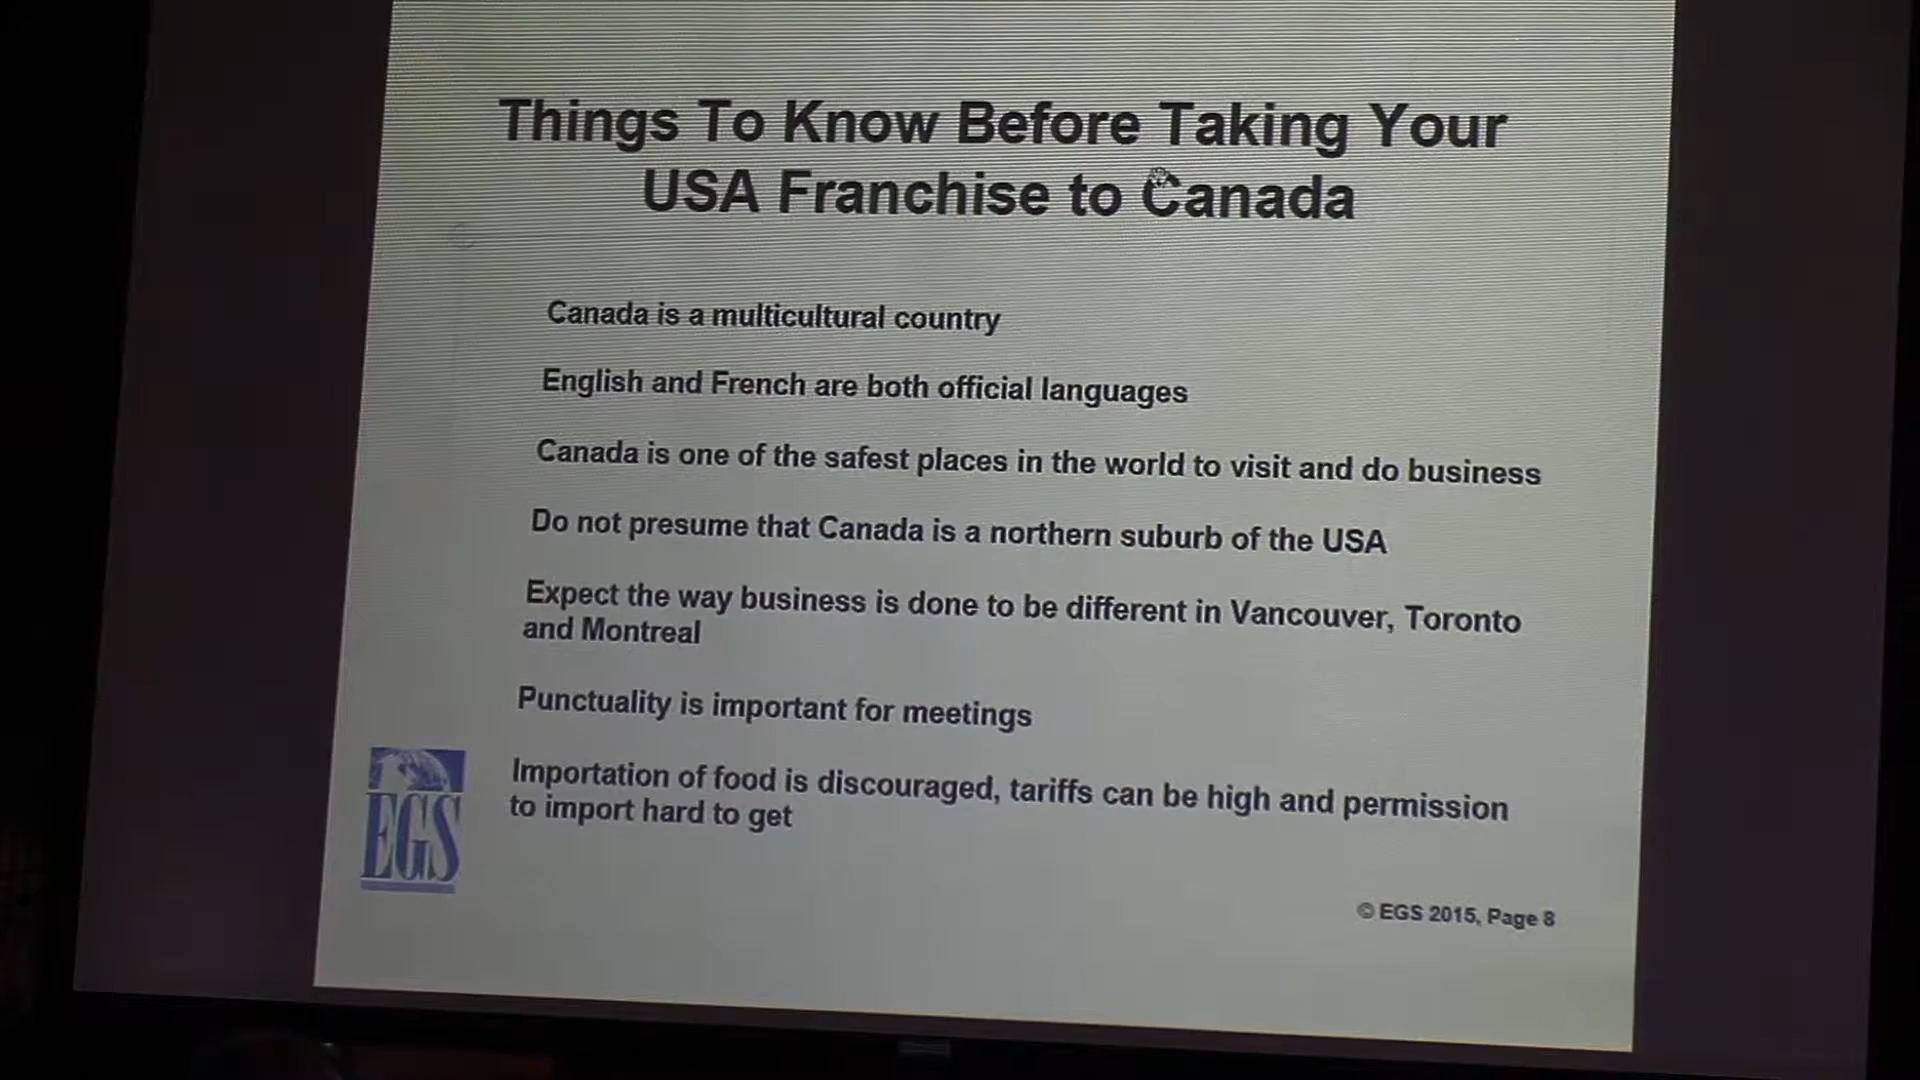 Things To Know Before Taking Your
USA Franchise to Canada
Canada is a multicultural country
English and French are both official languages
Canada is one of the safest places in the world to visit and do business
Do not presume that Canada is a northern suburb of the USA
Expect the way business is done to be different in Vancouver, Toronto
and Montreal
Punctuality is important for meetings
Importation of food is discouraged, tariffs can be high and permission
to import hard to get
EGS
© EGS 2015, Page 8